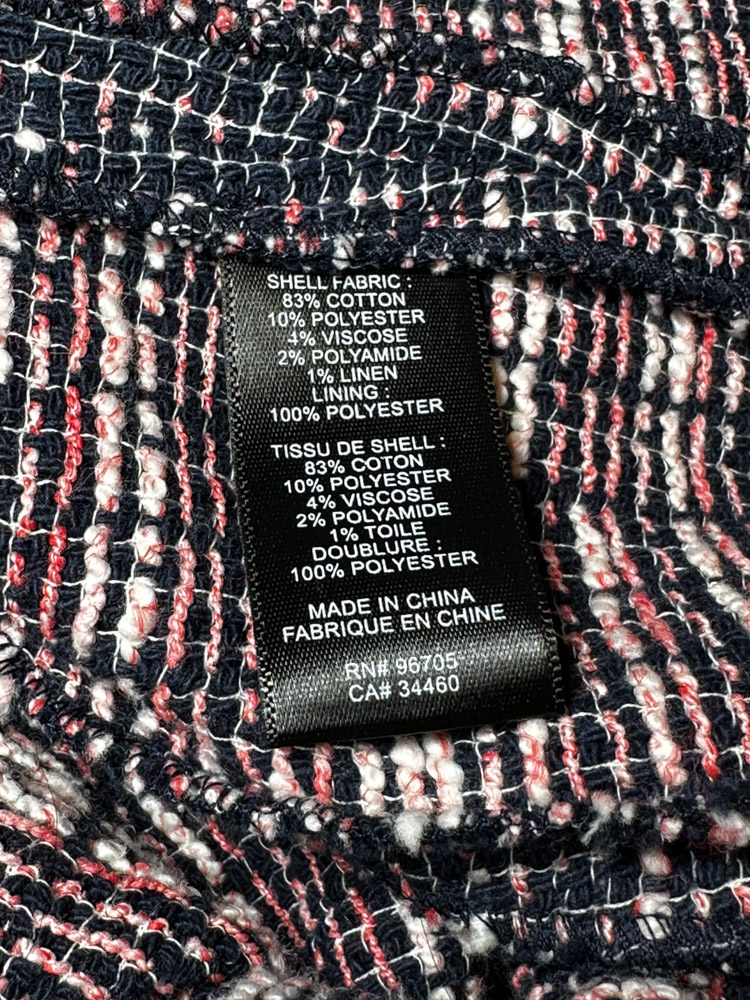 SHELL FABRIC :
83% COTTON
10% POLYESTER
4% VISCOSE
2% POLYAMIDE
1% LINEN
LINING :
100% POLYESTER
TISSU DE SHELL :
83% COTON
10% POLYESTER
4% VISCOSE
2% POLYAMIDE
1% TOILE
DOUBLURE :
100% POLYESTER
MADE IN CHINA
FABRIQUE EN CHINE
RN# 96705
CA# 34460